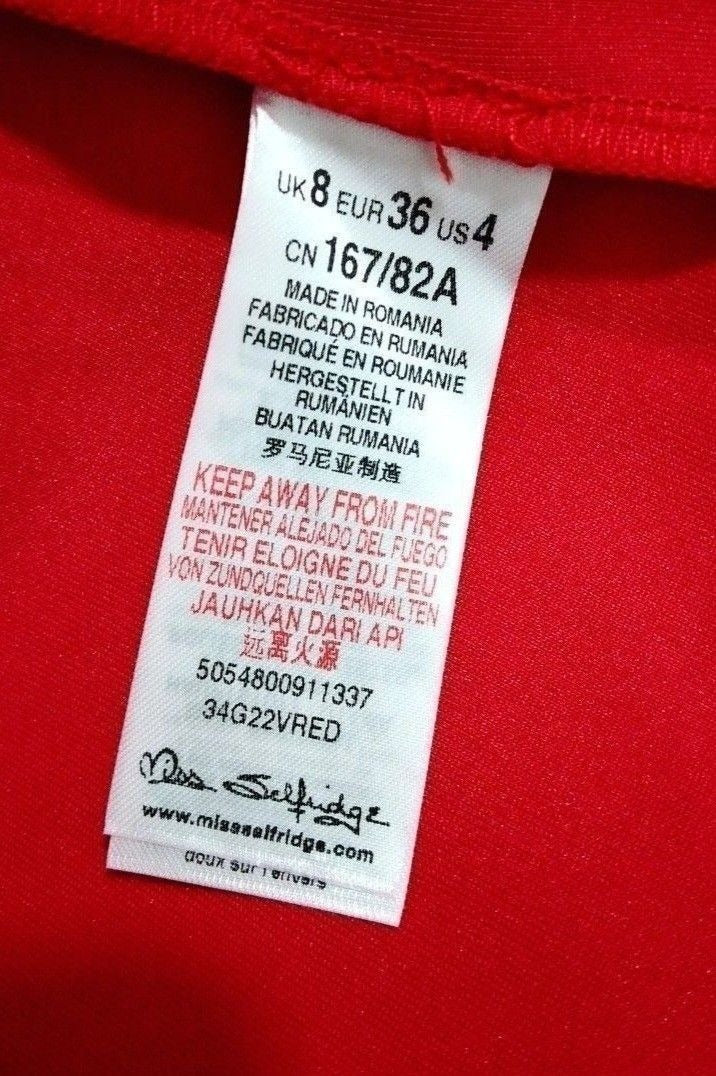 UK 8 EUR 36 US 4
CN 167/82A
MADE IN ROMANIA
FABRICADO EN RUMANIA
FABRIQUÉ EN ROUMANIE
HERGESTELLT IN
RUMÄNIEN
BUATAN RUMANIA
罗马尼亚制造
KEEP AWAY FROM FIRE
MANTENER ALEJADO DEL FUEGO
TENIR ELOIGNE DU FEU
VON ZUNDQUELLEN FERNHALTEN
JAUHKAN DARI API
远离火源
5054800911337
34G22VRED
Miss Selfridge
www.missselfridge.com
doux sur l'envers